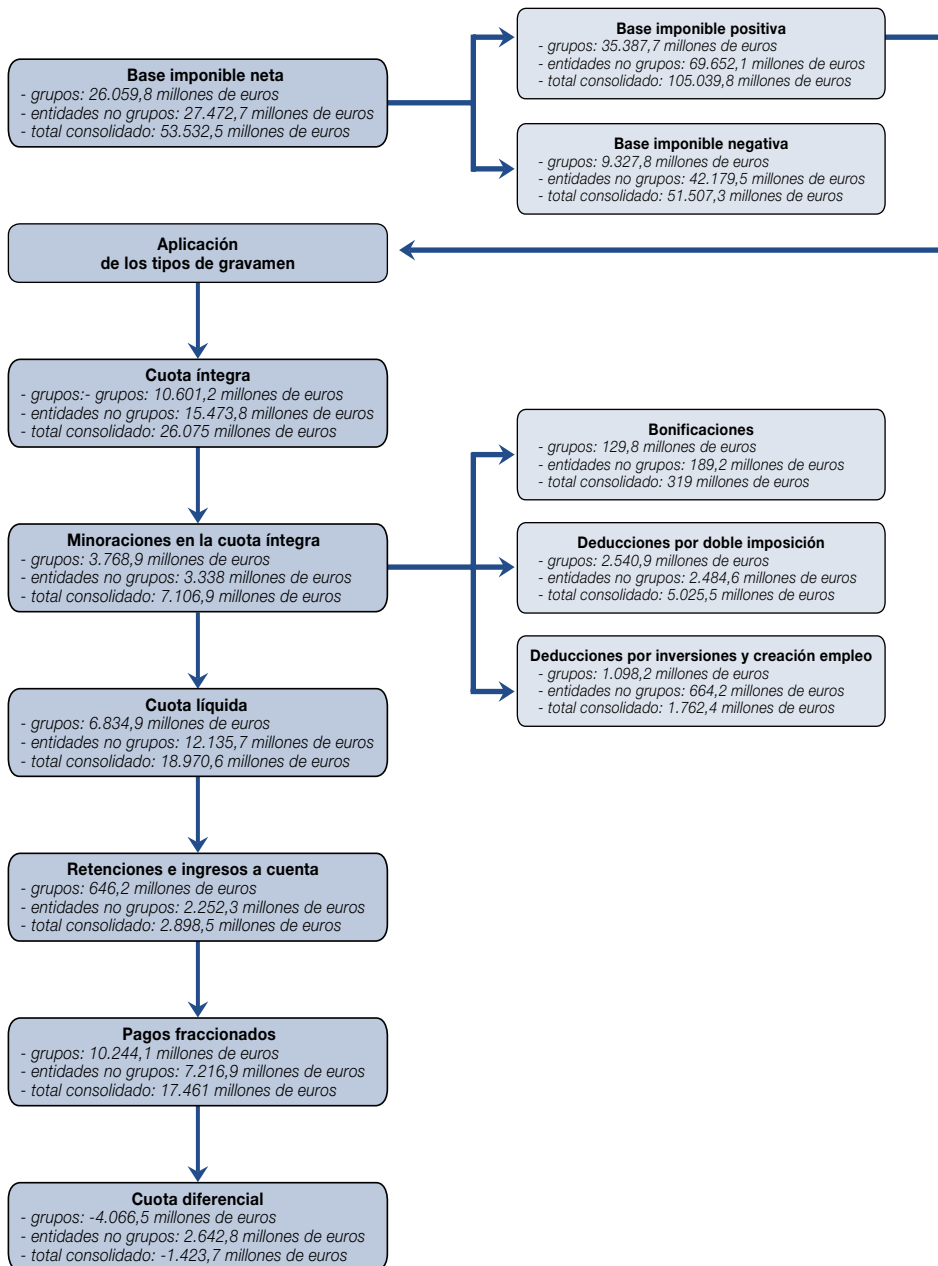 Base imponible neta
- grupos: 26.059,8 millones de euros
- entidades no grupos: 27.472,7 millones de euros
- total consolidado: 53.532,5 millones de euros
Base imponible positiva
- grupos: 35.387,7 millones de euros
- entidades no grupos: 69.652,1 millones de euros
- total consolidado: 105.039,8 millones de euros
Base imponible negativa
- grupos: 9.327,8 millones de euros
- entidades no grupos: 42.179,5 millones de euros
- total consolidado: 51.507,3 millones de euros
Aplicación
de los tipos de gravamen
Cuota íntegra
- grupos:- grupos: 10.601,2 millones de euros
- entidades no grupos: 15.473,8 millones de euros
- total consolidado: 26.075 millones de euros
Minoraciones en la cuota íntegra
- grupos: 3.768,9 millones de euros
- entidades no grupos: 3.338 millones de euros
- total consolidado: 7.106,9 millones de euros
Bonificaciones
- grupos: 129,8 millones de euros
- entidades no grupos: 189,2 millones de euros
- total consolidado: 319 millones de euros
Deducciones por doble imposición
- grupos: 2.540,9 millones de euros
- entidades no grupos: 2.484,6 millones de euros
- total consolidado: 5.025,5 millones de euros
Deducciones por inversiones y creación empleo
- grupos: 1.098,2 millones de euros
- entidades no grupos: 664,2 millones de euros
- total consolidado: 1.762,4 millones de euros
Cuota líquida
- grupos: 6.834,9 millones de euros
- entidades no grupos: 12.135,7 millones de euros
- total consolidado: 18.970,6 millones de euros
Retenciones e ingresos a cuenta
- grupos: 646,2 millones de euros
- entidades no grupos: 2.252,3 millones de euros
- total consolidado: 2.898,5 millones de euros
Pagos fraccionados
- grupos: 10.244,1 millones de euros
- entidades no grupos: 7.216,9 millones de euros
- total consolidado: 17.461 millones de euros
Cuota diferencial
- grupos: -4.066,5 millones de euros
- entidades no grupos: 2.642,8 millones de euros
- total consolidado: -1.423,7 millones de euros